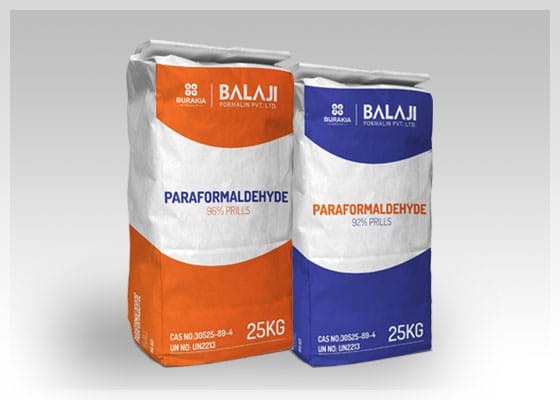 BURAKIA
BALAJI
FORMALIN PVT. LTD.
PARAFORMALDEHYDE
96% PRILLS
CAS NO:30525-89-4
UN NO: UN2213
25KG
BURAKIA
BALAJI
FORMALIN PVT. LTD.
PARAFORMALDEHYDE
92% PRILLS
CAS NO:30525-89-4
UN NO: UN2213
25KG